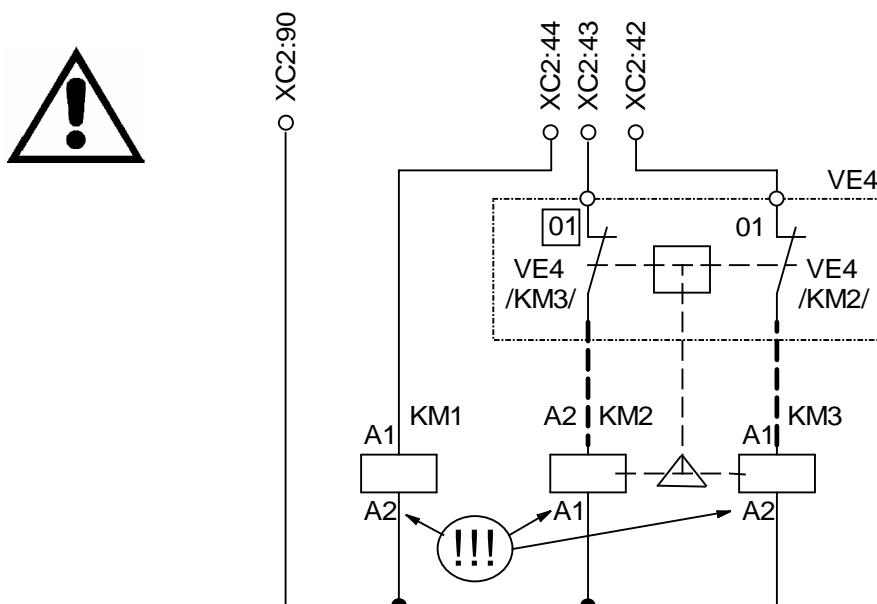 XC2:90
XC2:44
XC2:43
XC2:42
VE4
01
01
VE4
/KM3/
VE4
/KM2/
KM1
A2
KM2
KM3
A1
A1
A2
A1
A2
!!!